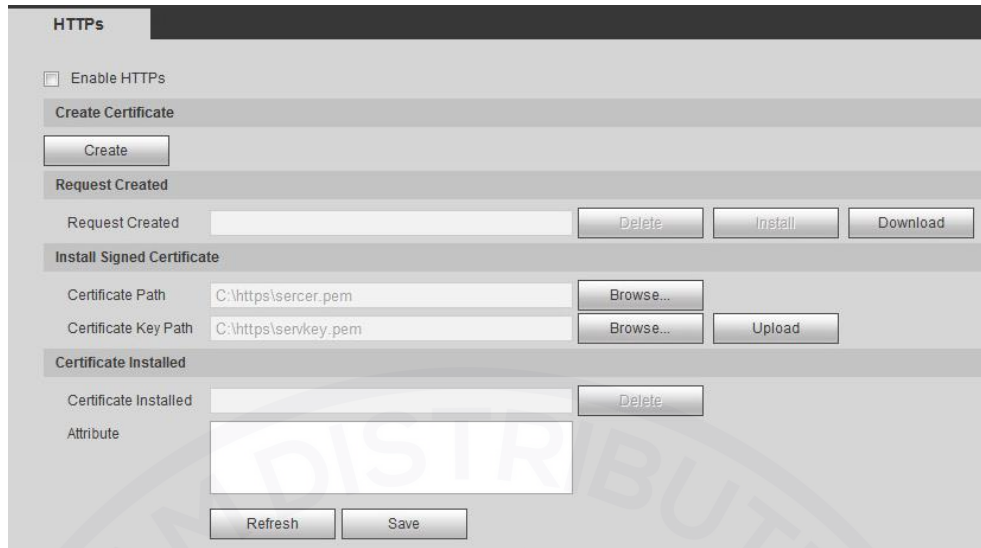 HTTPs
Enable HTTPs
Create Certificate
Create
Request Created
Request Created Delete Install Download
Install Signed Certificate
Certificate Path C:\https\sercer.pem Browse...
Certificate Key Path C:\https\servkey.pem Browse... Upload
Certificate Installed
Certificate Installed Delete
Attribute
Refresh Save
M DISTRIBUT